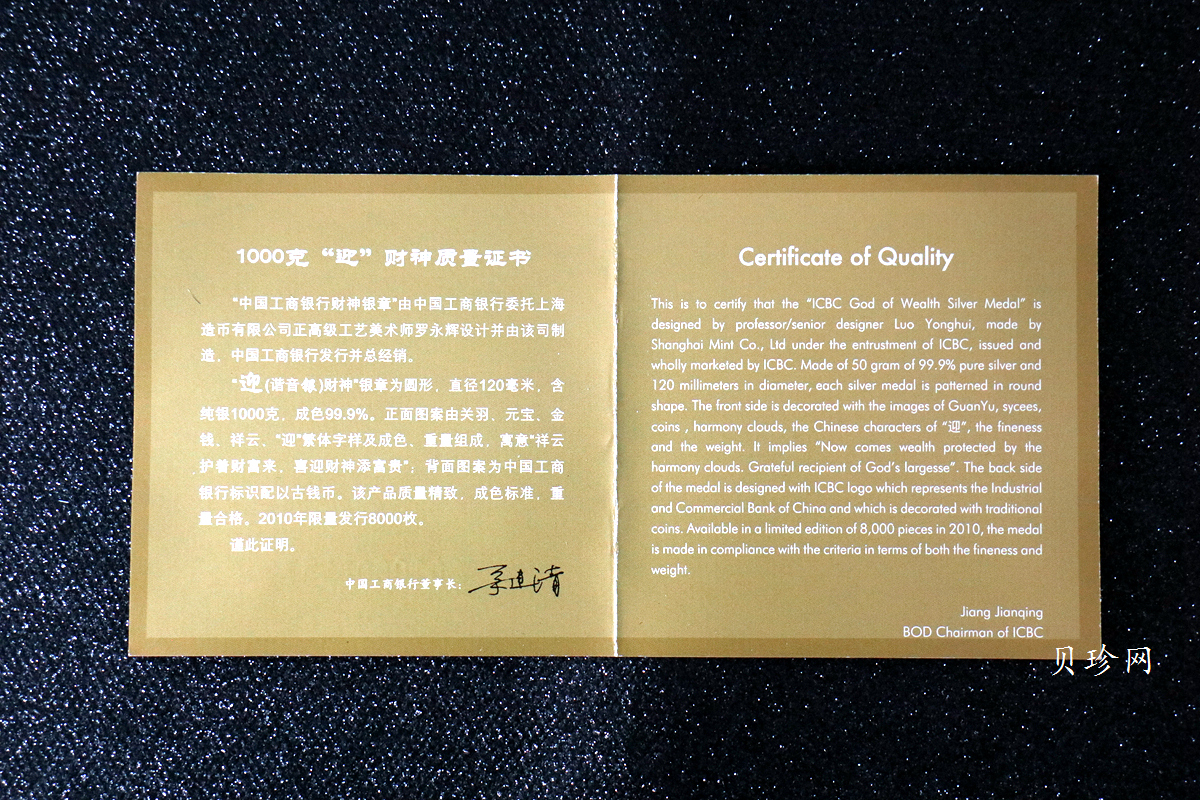 1000克“迎”财神质量证书
“中国工商银行财神银章”由中国工商银行委托上海
造币有限公司正高级工艺美术师罗永辉设计并由该司制
造，中国工商银行发行并总经销。
“迎(谐音银)财神”银章为圆形，直径120毫米，含
纯银1000克，成色99.9%。正面图案由关羽、元宝、金
钱、祥云、“迎”繁体字样及成色、重量组成，寓意“祥云
护着财富来，喜迎财神添富贵”；背面图案为中国工商
银行标识配以古钱币。该产品质量精致，成色标准，重
量合格。2010年限量发行8000枚。
谨此证明。
中国工商银行董事长：姜建清
Certificate of Quality
This is to certify that the “ICBC God of Wealth Silver Medal” is
designed by professor/senior designer Luo Yonghui, made by
Shanghai Mint Co., Ltd under the entrustment of ICBC, issued and
wholly marketed by ICBC. Made of 50 gram of 99.9% pure silver and
120 millimeters in diameter, each silver medal is patterned in round
shape. The front side is decorated with the images of GuanYu, sycees,
coins , harmony clouds, the Chinese characters of “迎”, the fineness
and the weight. It implies “Now comes wealth protected by the
harmony clouds. Grateful recipient of God’s largesse”. The back side
of the medal is designed with ICBC logo which represents the Industrial
and Commercial Bank of China and which is decorated with traditional
coins. Available in a limited edition of 8,000 pieces in 2010, the medal
is made in compliance with the criteria in terms of both the fineness and
weight.
Jiang Jianqing
BOD Chairman of ICBC
贝珍网